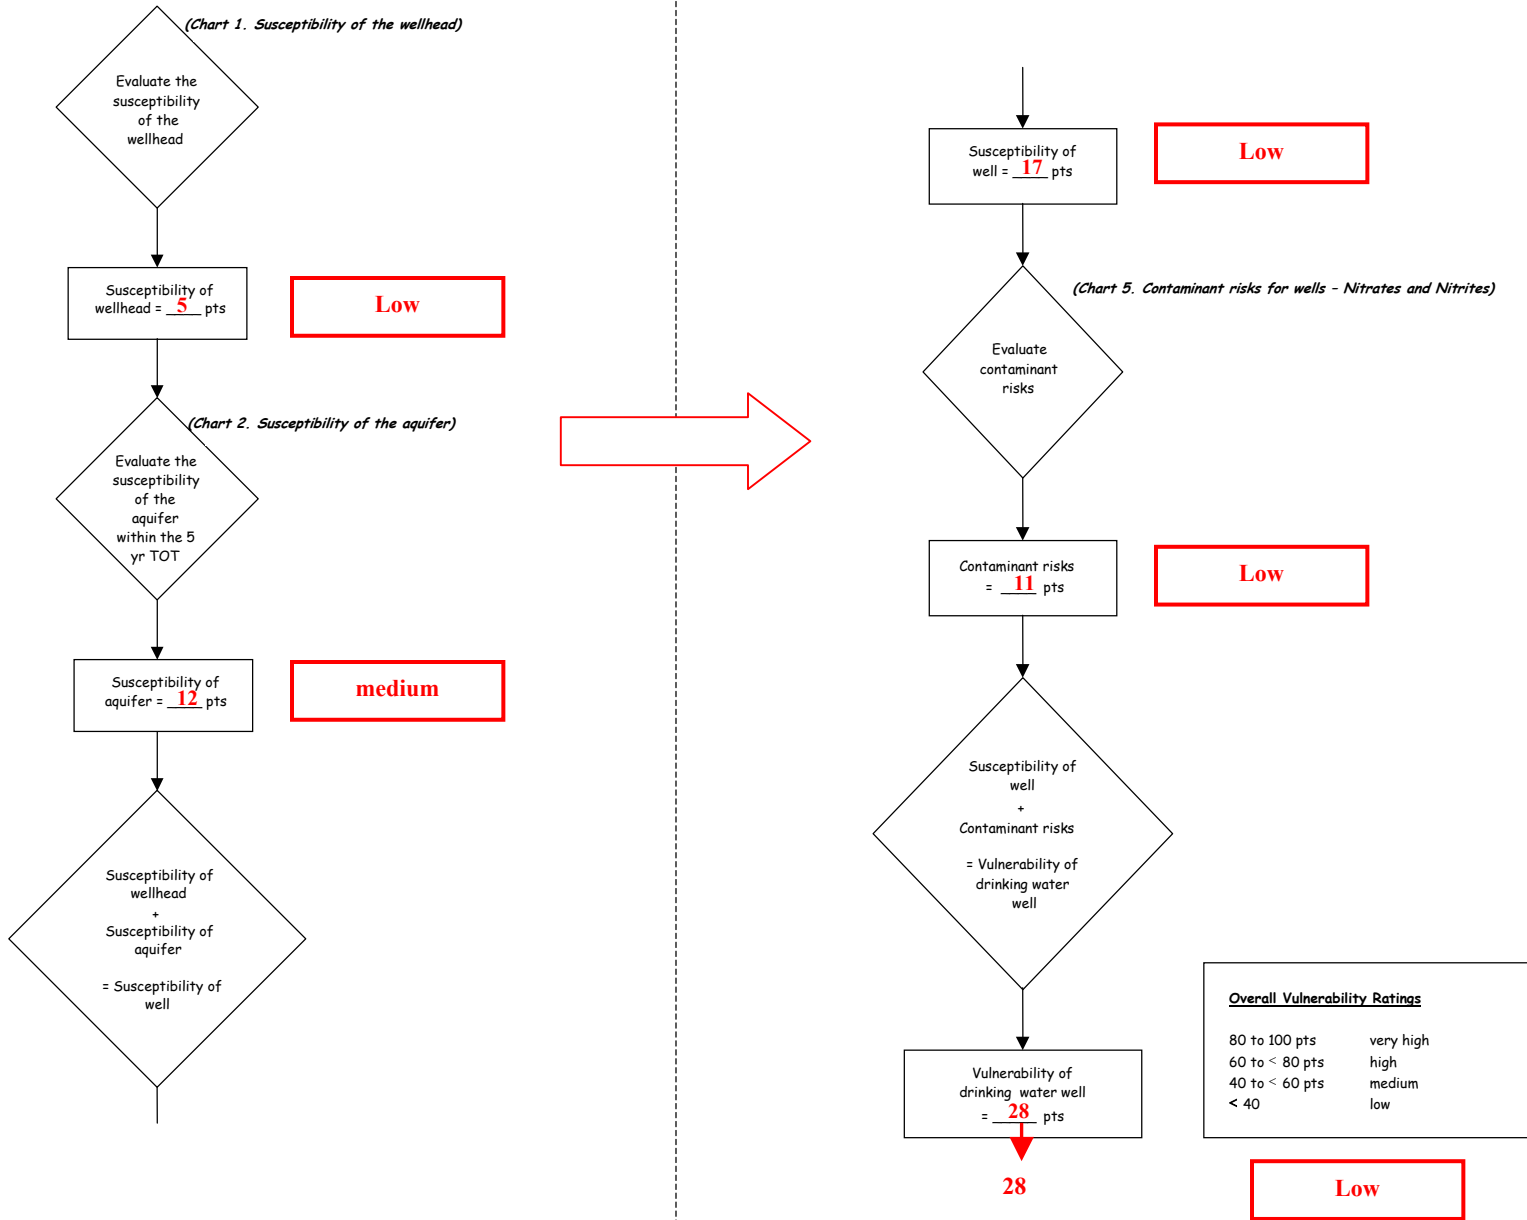 (Chart 1. Susceptibility of the wellhead)
Evaluate the
susceptibility
of the
wellhead
Susceptibility of
wellhead = __5__ pts
Low
(Chart 2. Susceptibility of the aquifer)
Evaluate the
susceptibility
of the
aquifer
within the 5
yr TOT
Susceptibility of
aquifer = __12__ pts
medium
Susceptibility of
wellhead
+
Susceptibility of
aquifer
= Susceptibility of
well
Susceptibility of
well = __17__ pts
Low
(Chart 5. Contaminant risks for wells – Nitrates and Nitrites)
Evaluate
contaminant
risks
Contaminant risks
= __11__ pts
Low
Susceptibility of
well
+
Contaminant risks
= Vulnerability of
drinking water
well
Vulnerability of
drinking water well
= __28__ pts
28
Overall Vulnerability Ratings
80 to 100 pts very high
60 to < 80 pts high
40 to < 60 pts medium
< 40 low
Low